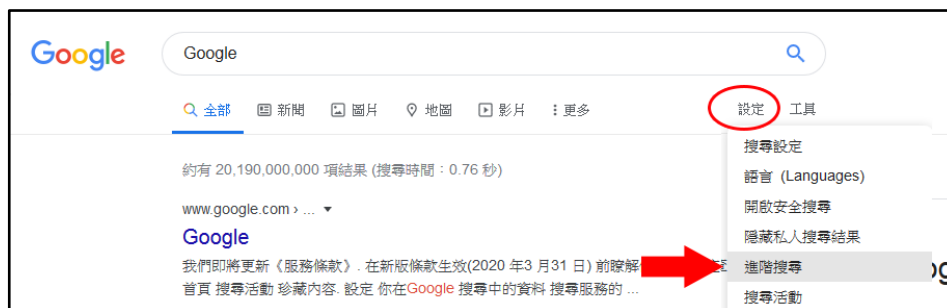 Google
Google
全部 新聞 圖片 地圖 影片 更多 設定 工具
搜尋設定
約有 20,190,000,000 項結果 (搜尋時間：0.76 秒)
語言 (Languages)
www.google.com › ...
開啟安全搜尋
Google
隱藏私人搜尋結果
我們即將更新《服務條款》. 在新版條款生效(2020 年3 月31 日) 前瞭解
進階搜尋
首頁 搜尋活動 珍藏內容. 設定 你在Google 搜尋中的資料 搜尋服務的 ...
搜尋活動